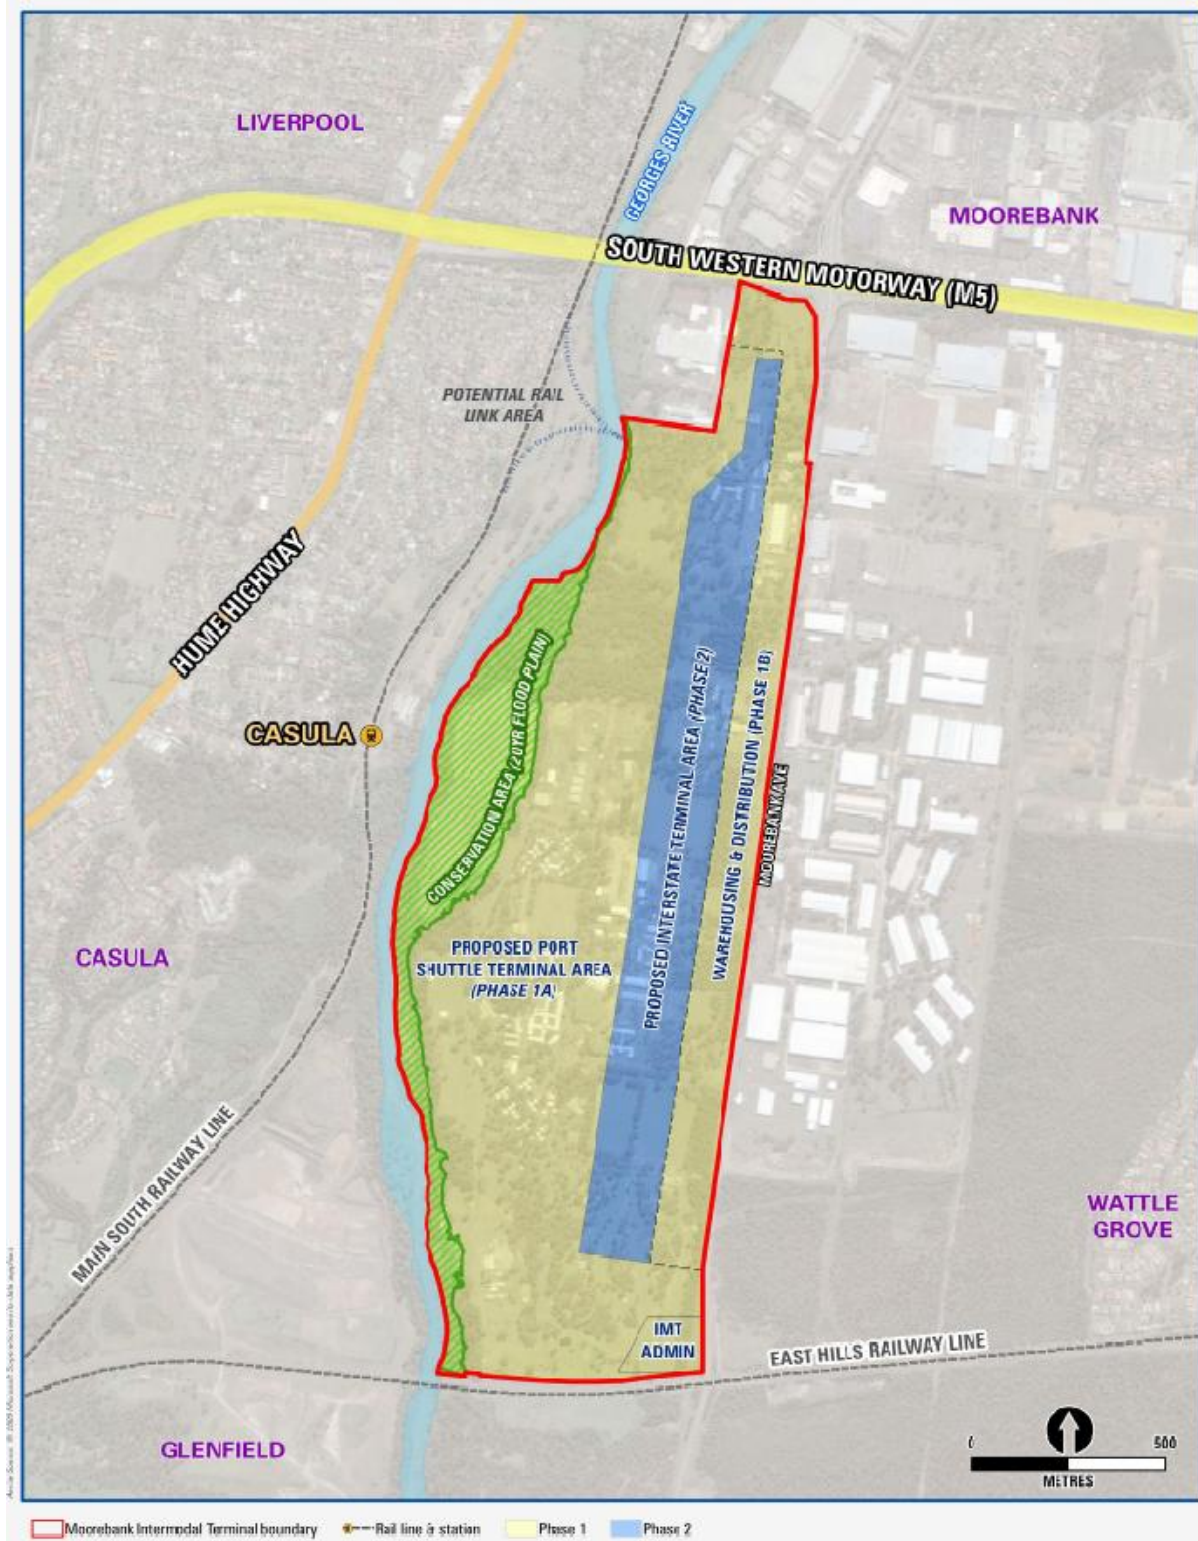 LIVERPOOL
GEORGES RIVER
MOOREBANK
SOUTH WESTERN MOTORWAY (M5)
POTENTIAL RAIL
LINK AREA
HUME HIGHWAY
CASULA
CONSERVATION AREA (20YR FLOOD PLAIN)
PROPOSED INTERSTATE TERMINAL AREA (PHASE 2)
WAREHOUSING & DISTRIBUTION (PHASE 1B)
MOOREBANK AVE
CASULA
PROPOSED PORT
SHUTTLE TERMINAL AREA
(PHASE 1A)
MAIN SOUTH RAILWAY LINE
WATTLE
GROVE
IMT
ADMIN
EAST HILLS RAILWAY LINE
GLENFIELD
0 500
METRES
Moorebank Intermodal Terminal boundary Rail line & station Phase 1 Phase 2